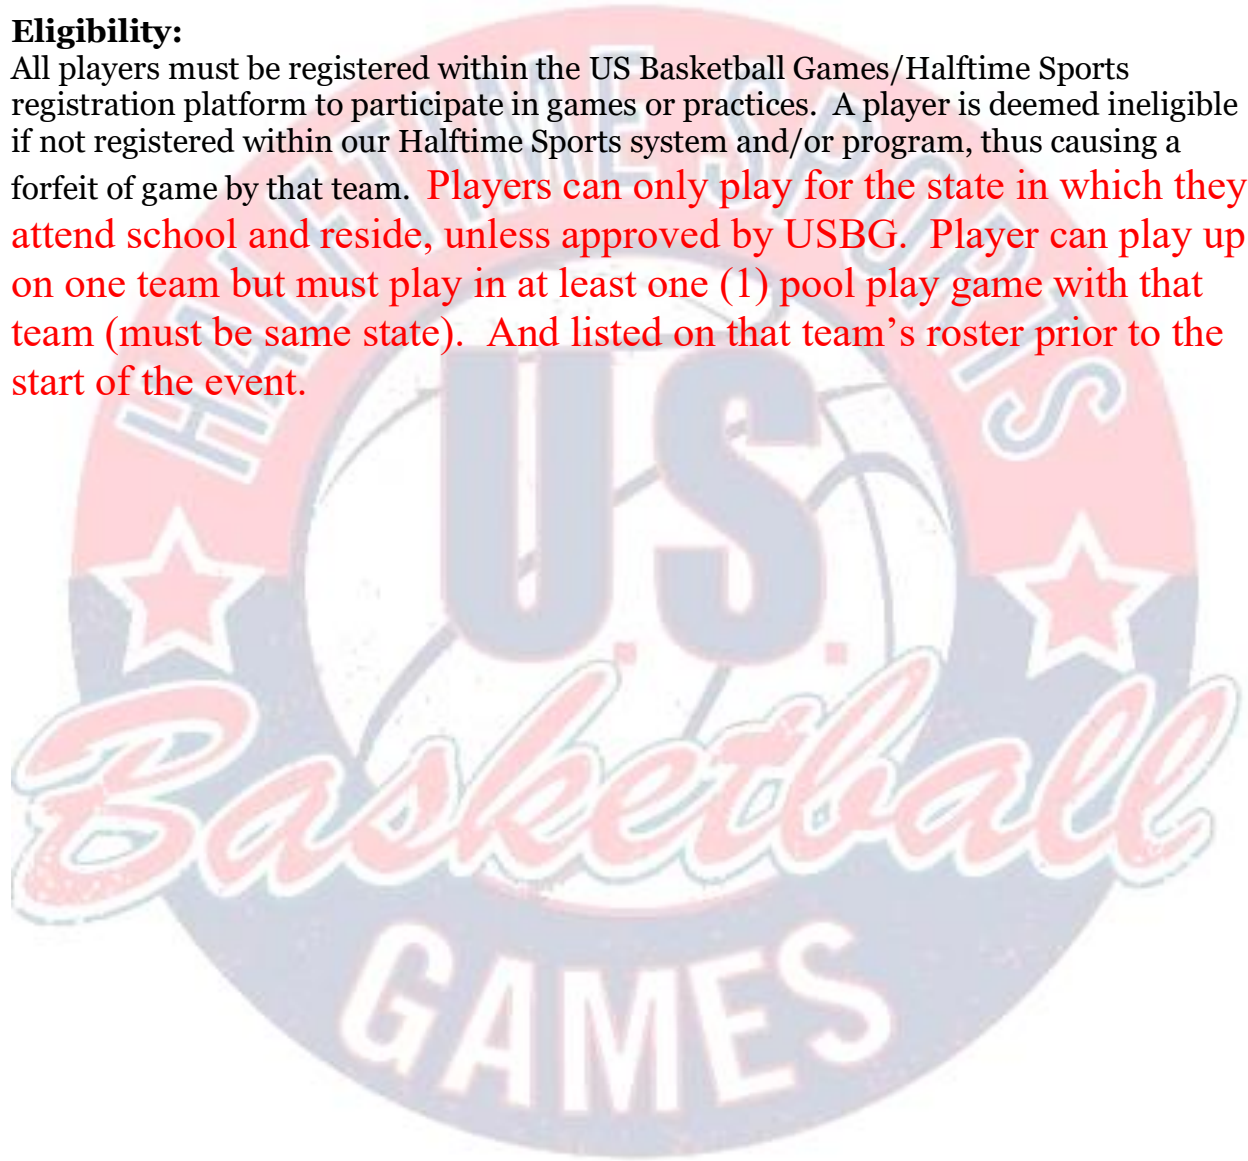 Eligibility:
All players must be registered within the US Basketball Games/Halftime Sports
registration platform to participate in games or practices.  A player is deemed ineligible
if not registered within our Halftime Sports system and/or program, thus causing a
forfeit of game by that team.  Players can only play for the state in which they
attend school and reside, unless approved by USBG.  Player can play up
on one team but must play in at least one (1) pool play game with that
team (must be same state).  And listed on that team’s roster prior to the
start of the event.
HALFTIME SPORTS
U.S.
Basketball
GAMES